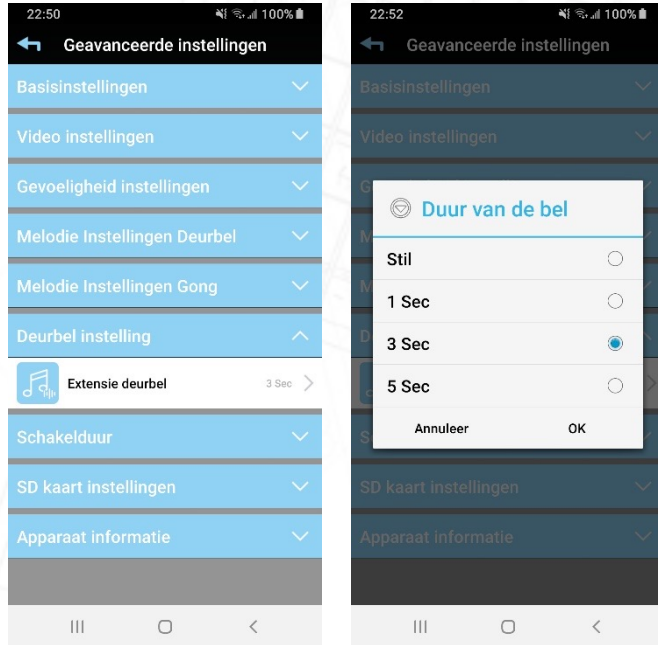 22:50 100%
Geavanceerde instellingen
Basisinstellingen
Video instellingen
Gevoeligheid instellingen
Melodie Instellingen Deurbel
Melodie Instellingen Gong
Deurbel instelling
Extensie deurbel 3 Sec
Schakelduur
SD kaart instellingen
Apparaat informatie
22:52 100%
Geavanceerde instellingen
Basisinstellingen
Video instellingen
G
Duur van de bel
M
Stil
M
1 Sec
D
3 Sec
5 Sec
S
Annuleer OK
SD kaart instellingen
Apparaat informatie